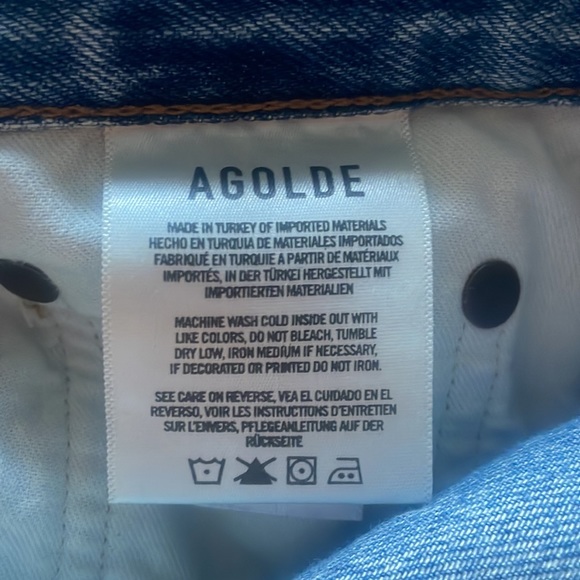 AGOLDE
MADE IN TURKEY OF IMPORTED MATERIALS
HECHO EN TURQUIA DE MATERIALES IMPORTADOS
FABRIQUÉ EN TURQUIE A PARTIR DE MATÉRIAUX
IMPORTÉS, IN DER TÜRKEI HERGESTELLT MIT
IMPORTIERTEN MATERIALIEN
MACHINE WASH COLD INSIDE OUT WITH
LIKE COLORS, DO NOT BLEACH, TUMBLE
DRY LOW, IRON MEDIUM IF NECESSARY,
IF DECORATED OR PRINTED DO NOT IRON.
SEE CARE ON REVERSE, VEA EL CUIDADO EN EL
REVERSO, VOIR LES INSTRUCTIONS D'ENTRETIEN
SUR L'ENVERS, PFLEGEANLEITUNG AUF DER
RÜCKSEITE